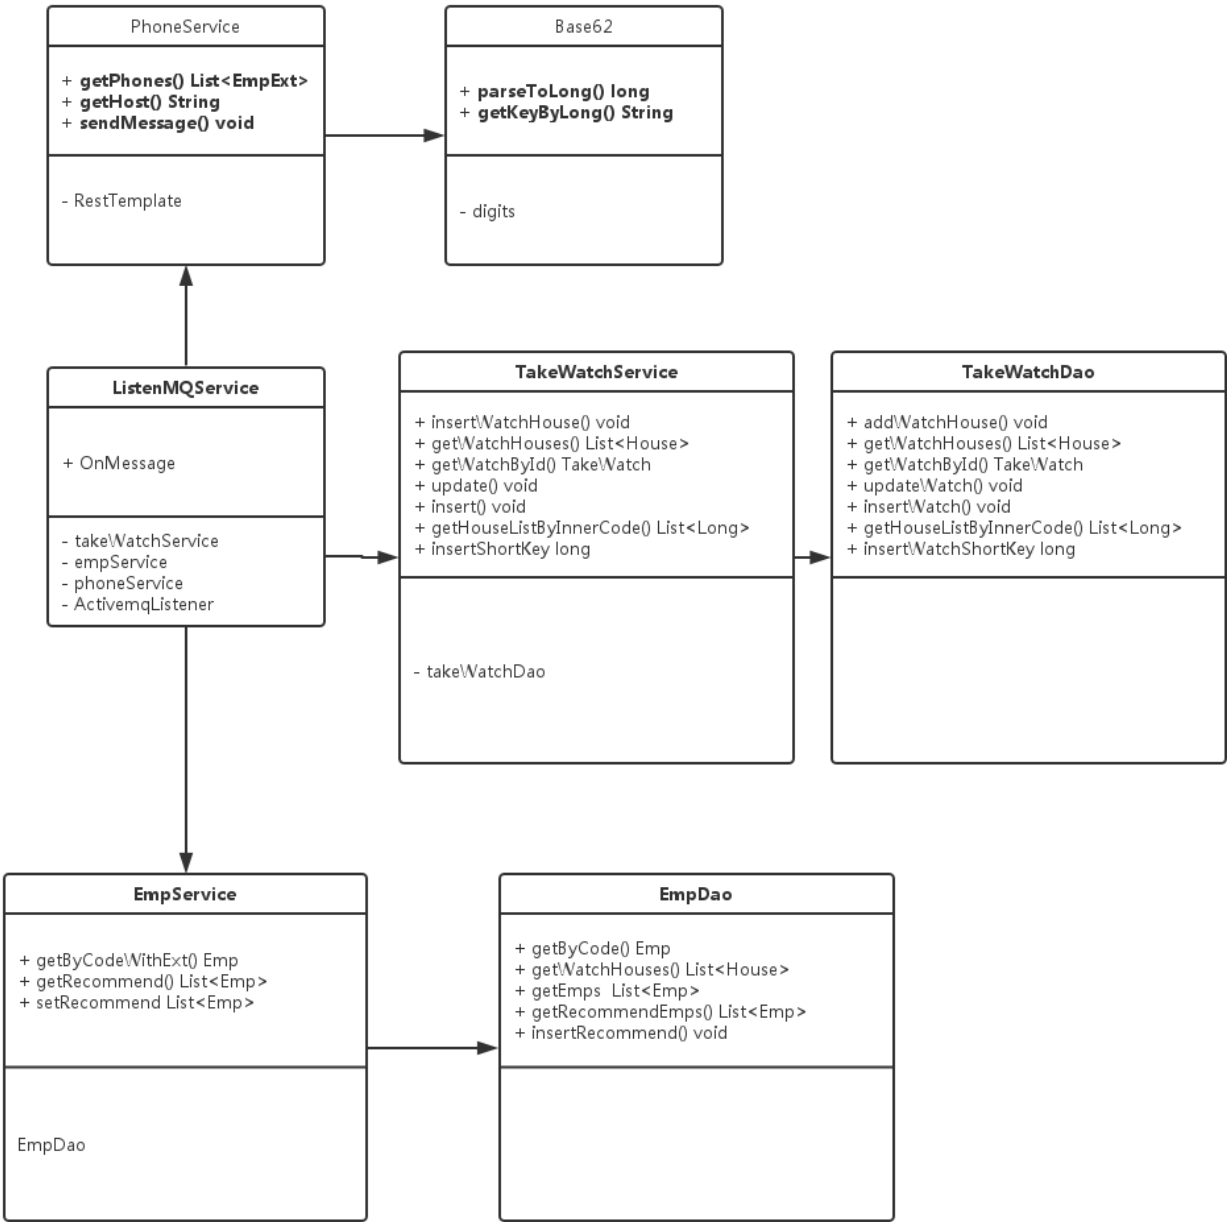 PhoneService
+ getPhones() List<EmpExt>
+ getHost() String
+ sendMessage() void
- RestTemplate
Base62
+ parseToLong() long
+ getKeyByLong() String
- digits
ListenMQService
+ OnMessage
- takeWatchService
- empService
- phoneService
- ActivemqListener
TakeWatchService
+ insertWatchHouse() void
+ getWatchHouses() List<House>
+ getWatchById() TakeWatch
+ update() void
+ insert() void
+ getHouseListByInnerCode() List<Long>
+ insertShortKey long
- takeWatchDao
TakeWatchDao
+ addWatchHouse() void
+ getWatchHouses() List<House>
+ getWatchById() TakeWatch
+ updateWatch() void
+ insertWatch() void
+ getHouseListByInnerCode() List<Long>
+ insertWatchShortKey long
EmpService
+ getByCodeWithExt() Emp
+ getRecommend() List<Emp>
+ setRecommend List<Emp>
EmpDao
EmpDao
+ getByCode() Emp
+ getWatchHouses() List<House>
+ getEmps  List<Emp>
+ getRecommendEmps() List<Emp>
+ insertRecommend() void